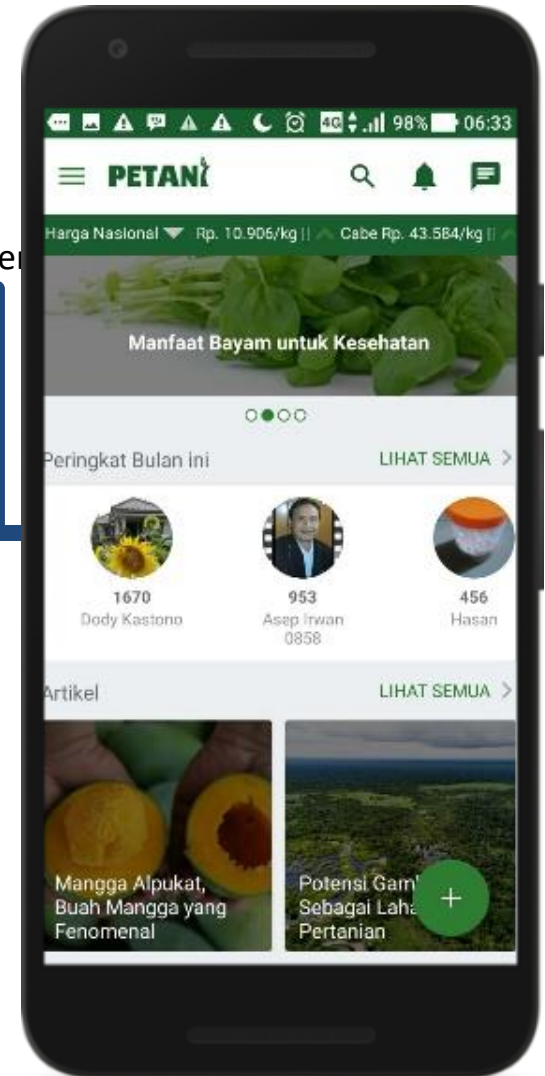 4G 98% 06:33
PETANI
Harga Nasional Rp. 10.906/kg || Cabe Rp. 43.584/kg ||
Manfaat Bayam untuk Kesehatan
Peringkat Bulan ini LIHAT SEMUA >
1670 953 456
Dody Kastono Asep Irwan Hasan
0858
Artikel LIHAT SEMUA >
Mangga Alpukat,
Buah Mangga yang
Fenomenal
Potensi
Sebagai
Pertanian